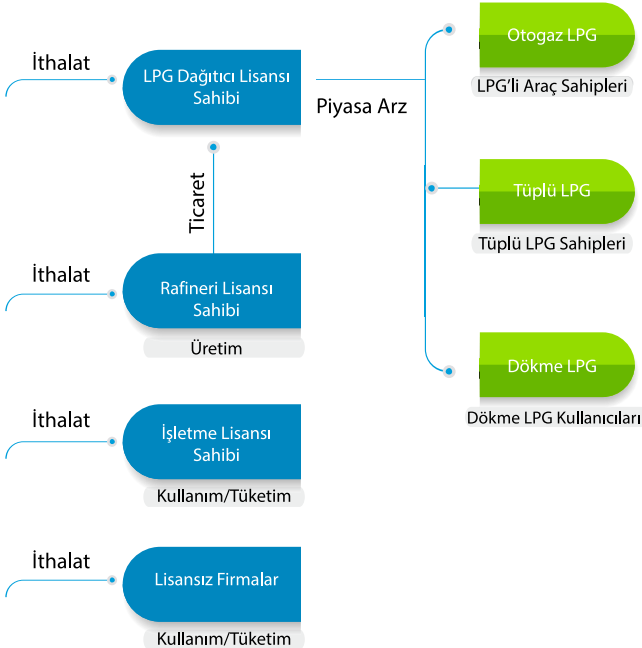 İthalat
LPG Dağıtıcı Lisansı
Sahibi
Piyasa Arz
Otogaz LPG
LPG'li Araç Sahipleri
Ticaret
Tüplü LPG
Tüplü LPG Sahipleri
İthalat
Rafineri Lisansı
Sahibi
Üretim
Dökme LPG
Dökme LPG Kullanıcıları
İthalat
İşletme Lisansı
Sahibi
Kullanım/Tüketim
İthalat
Lisansız Firmalar
Kullanım/Tüketim